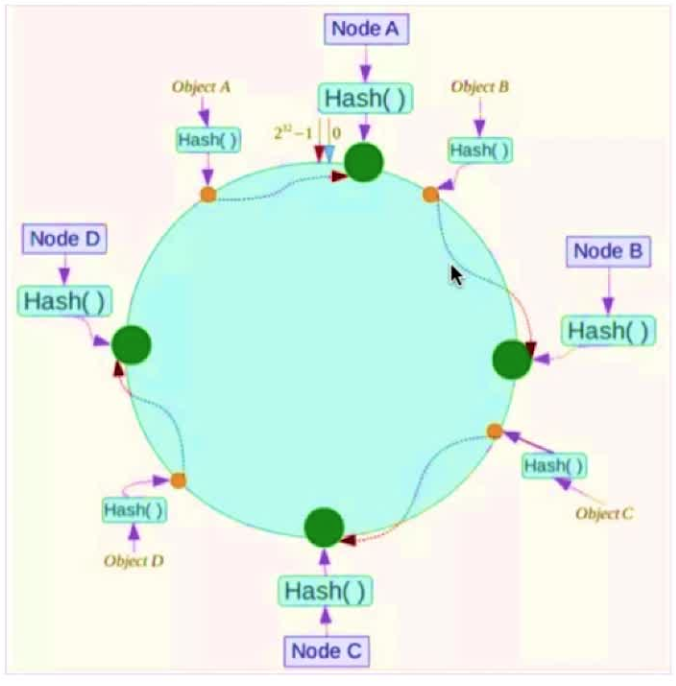 Node A
Hash( )
Object A
Hash( )
2³²−1
0
Object B
Hash( )
Node D
Hash( )
Node B
Hash( )
Hash( )
Object C
Hash( )
Object D
Hash( )
Node C